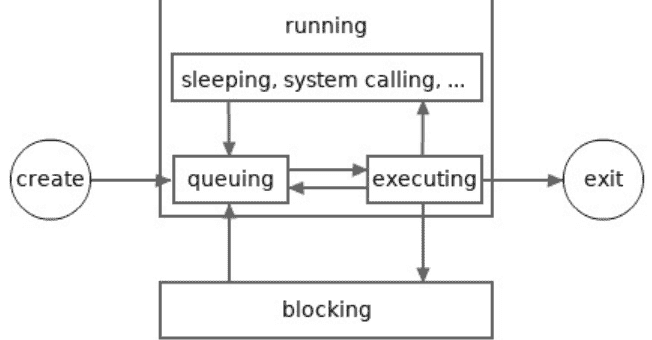 running
sleeping, system calling, ...
create
queuing
executing
exit
blocking